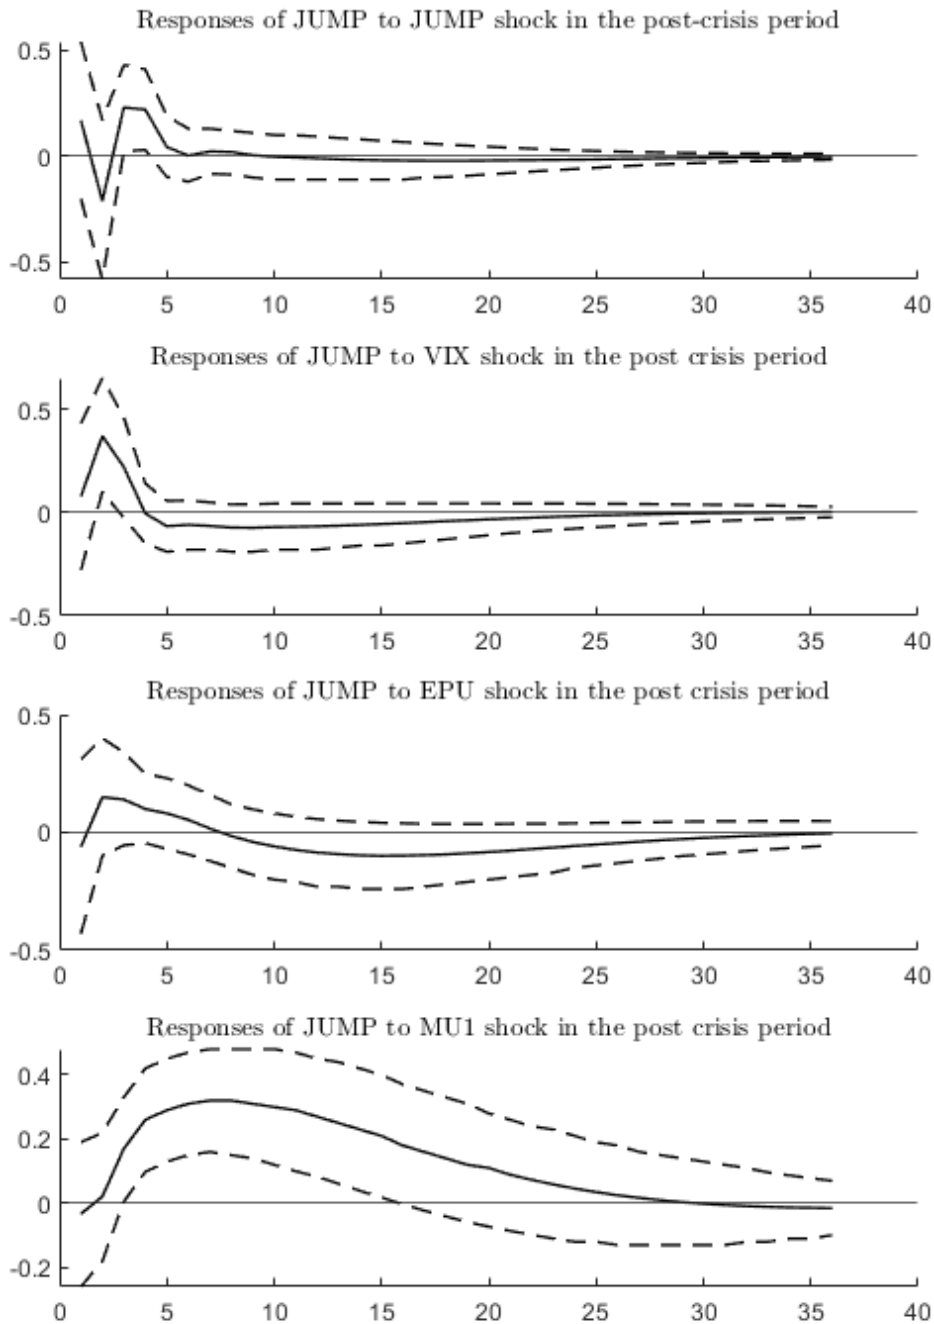 Responses of JUMP to JUMP shock in the post-crisis period
0.5
0
-0.5
0 5 10 15 20 25 30 35 40
Responses of JUMP to VIX shock in the post crisis period
0.5
0
-0.5
0 5 10 15 20 25 30 35 40
Responses of JUMP to EPU shock in the post crisis period
0.5
0
-0.5
0 5 10 15 20 25 30 35 40
Responses of JUMP to MU1 shock in the post crisis period
0.4
0.2
0
-0.2
0 5 10 15 20 25 30 35 40